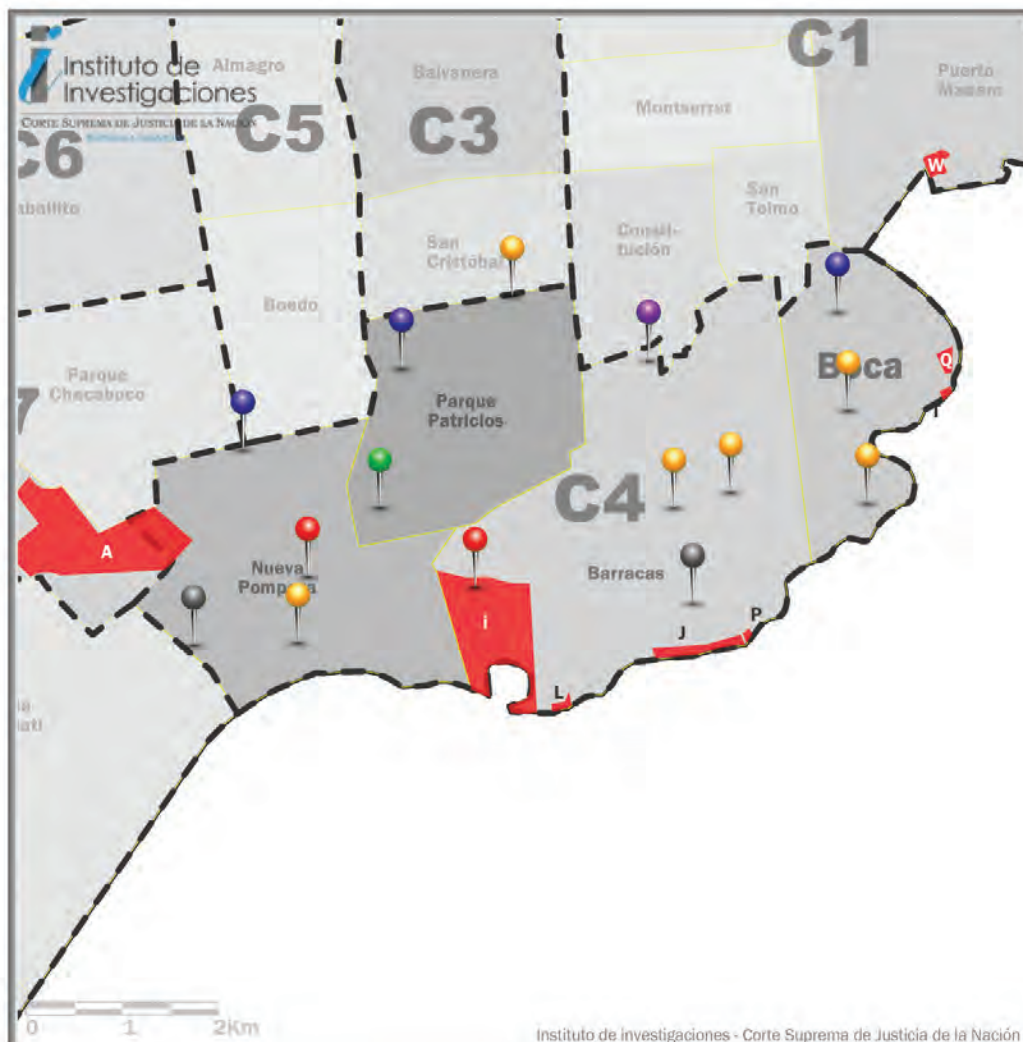 Instituto de
Investigaciones
CORTE SUPREMA DE JUSTICIA DE LA NACIÓN
Almagro
C5
C6
Balvanera
C3
C1
Puerto
Madero
Montserrat
W
San
Telmo
Consti-
tución
San
Cristóbal
Boedo
Parque
Chacabuco
7
Boca
Q
Parque
Patricios
C4
A
Nueva
Pompeya
Barracas
i
J
P
L
0 1 2Km
Instituto de investigaciones - Corte Suprema de Justicia de la Nación